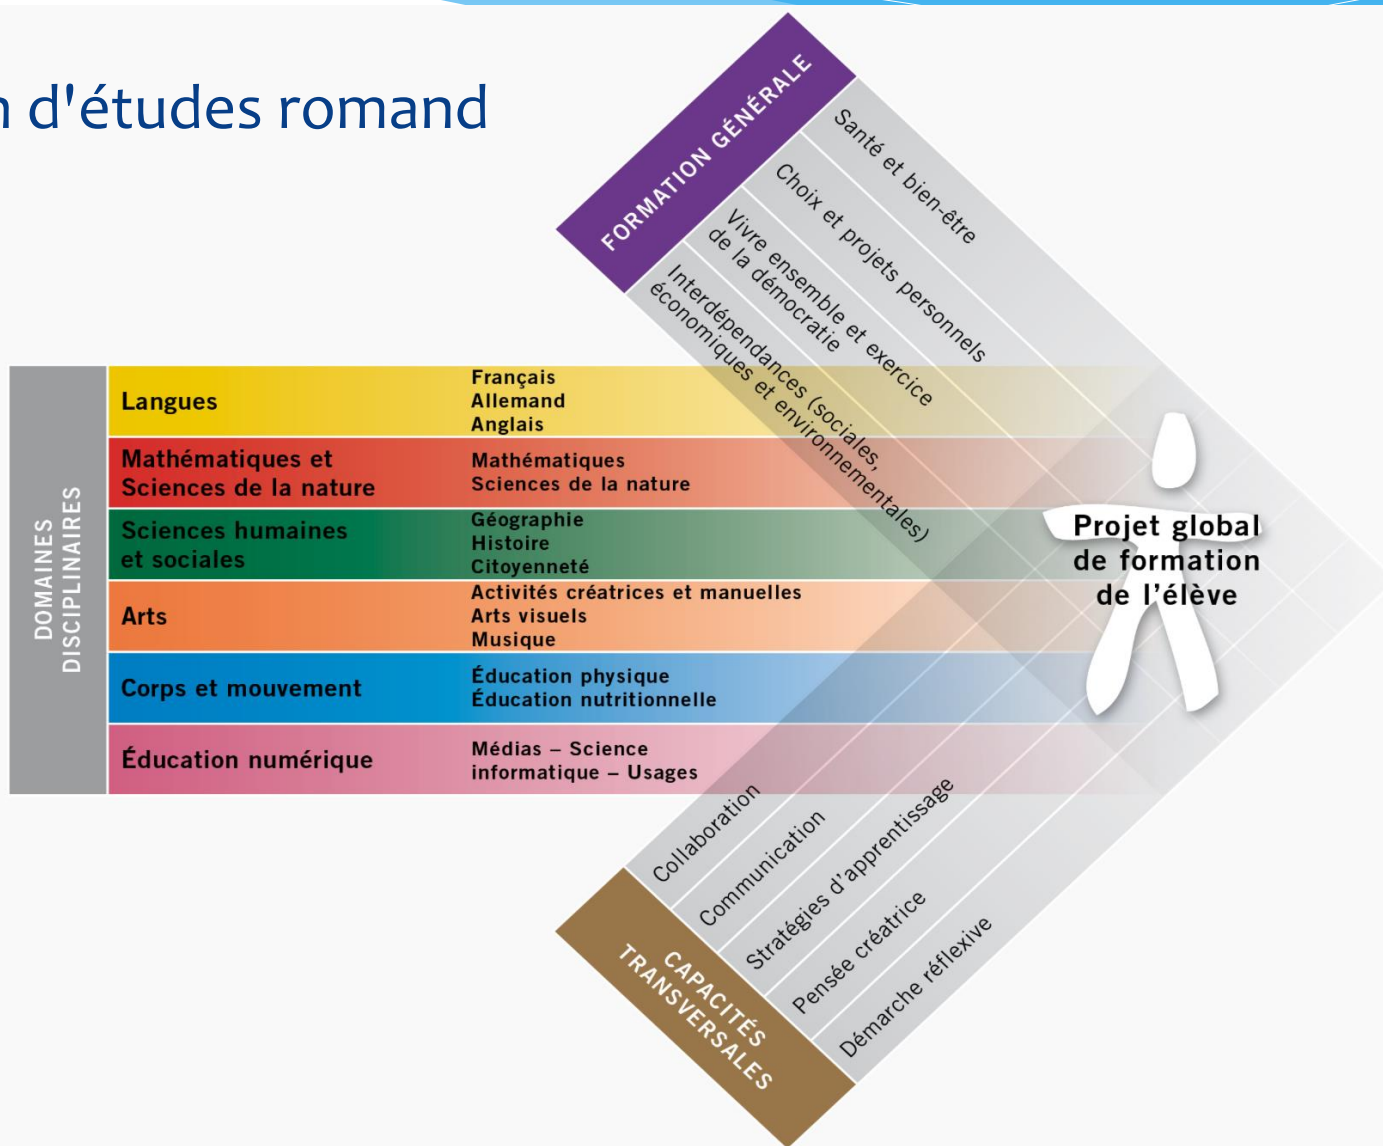 n d'études romand
FORMATION GÉNÉRALE
Santé et bien-être
Choix et projets personnels
Vivre ensemble et exercice
de la démocratie
Interdépendances (sociales,
économiques et environnementales)
DOMAINES
DISCIPLINAIRES
Langues
Français
Allemand
Anglais
Mathématiques et
Sciences de la nature
Mathématiques
Sciences de la nature
Sciences humaines
et sociales
Géographie
Histoire
Citoyenneté
Arts
Activités créatrices et manuelles
Arts visuels
Musique
Corps et mouvement
Éducation physique
Éducation nutritionnelle
Éducation numérique
Médias – Science
informatique – Usages
Projet global
de formation
de l’élève
Collaboration
Communication
Stratégies d’apprentissage
Pensée créatrice
Démarche réflexive
CAPACITÉS
TRANSVERSALES